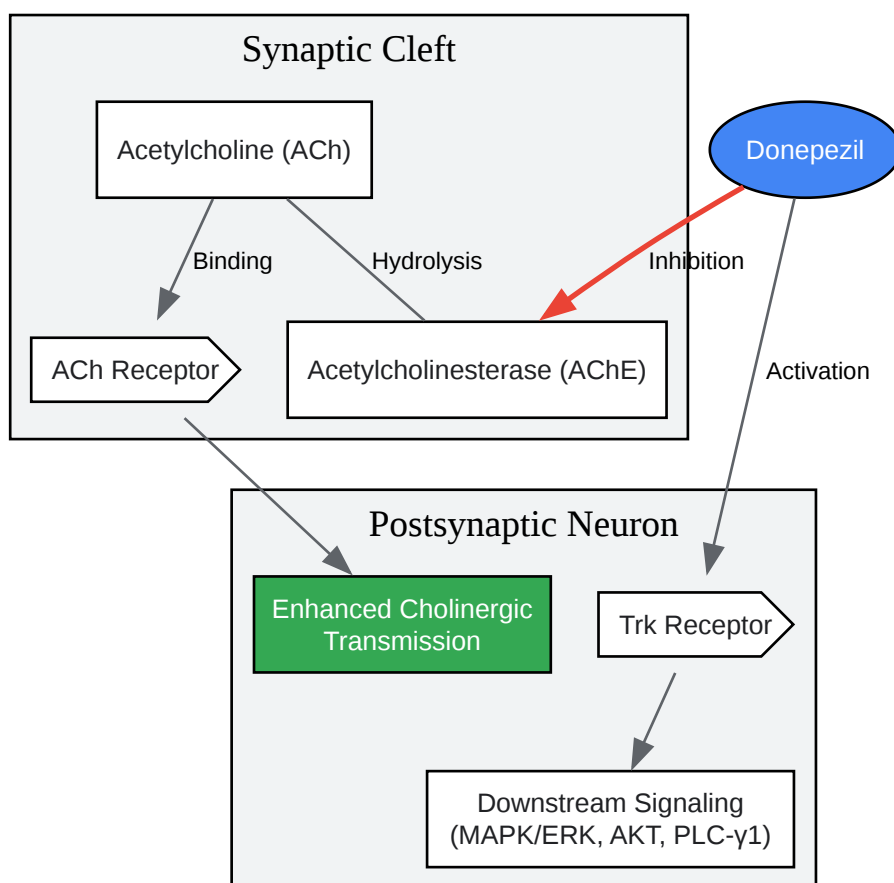 Synaptic Cleft
Acetylcholine (ACh)
Donepezil
Binding
Hydrolysis
Inhibition
ACh Receptor
Acetylcholinesterase (AChE)
Activation
Postsynaptic Neuron
Enhanced Cholinergic
Transmission
Trk Receptor
Downstream Signaling
(MAPK/ERK, AKT, PLC-γ1)